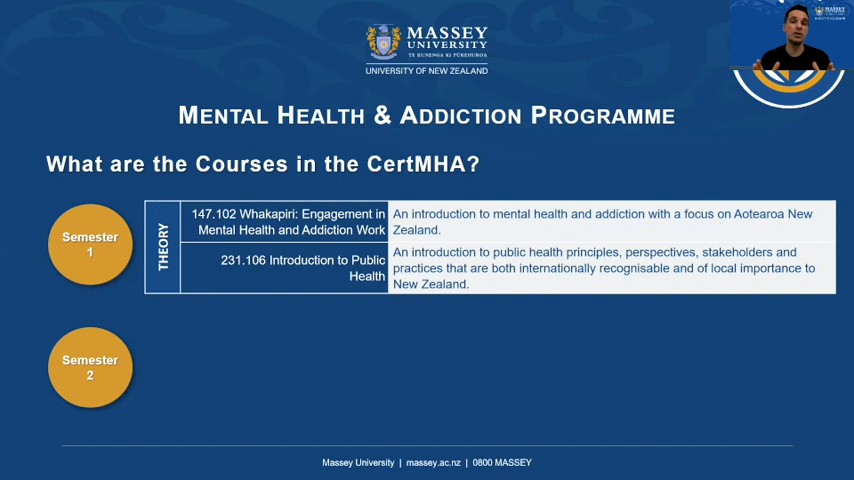 MASSEY
UNIVERSITY
TE KUNENGA KI PŪREHUROA
UNIVERSITY OF NEW ZEALAND
MASSEY
MENTAL HEALTH & ADDICTION PROGRAMME
What are the Courses in the CertMHA?
Semester
1
THEORY
147.102 Whakapiri: Engagement in
Mental Health and Addiction Work
An introduction to mental health and addiction with a focus on Aotearoa New
Zealand.
231.106 Introduction to Public
Health
An introduction to public health principles, perspectives, stakeholders and
practices that are both internationally recognisable and of local importance to
New Zealand.
Semester
2
Massey University | massey.ac.nz | 0800 MASSEY